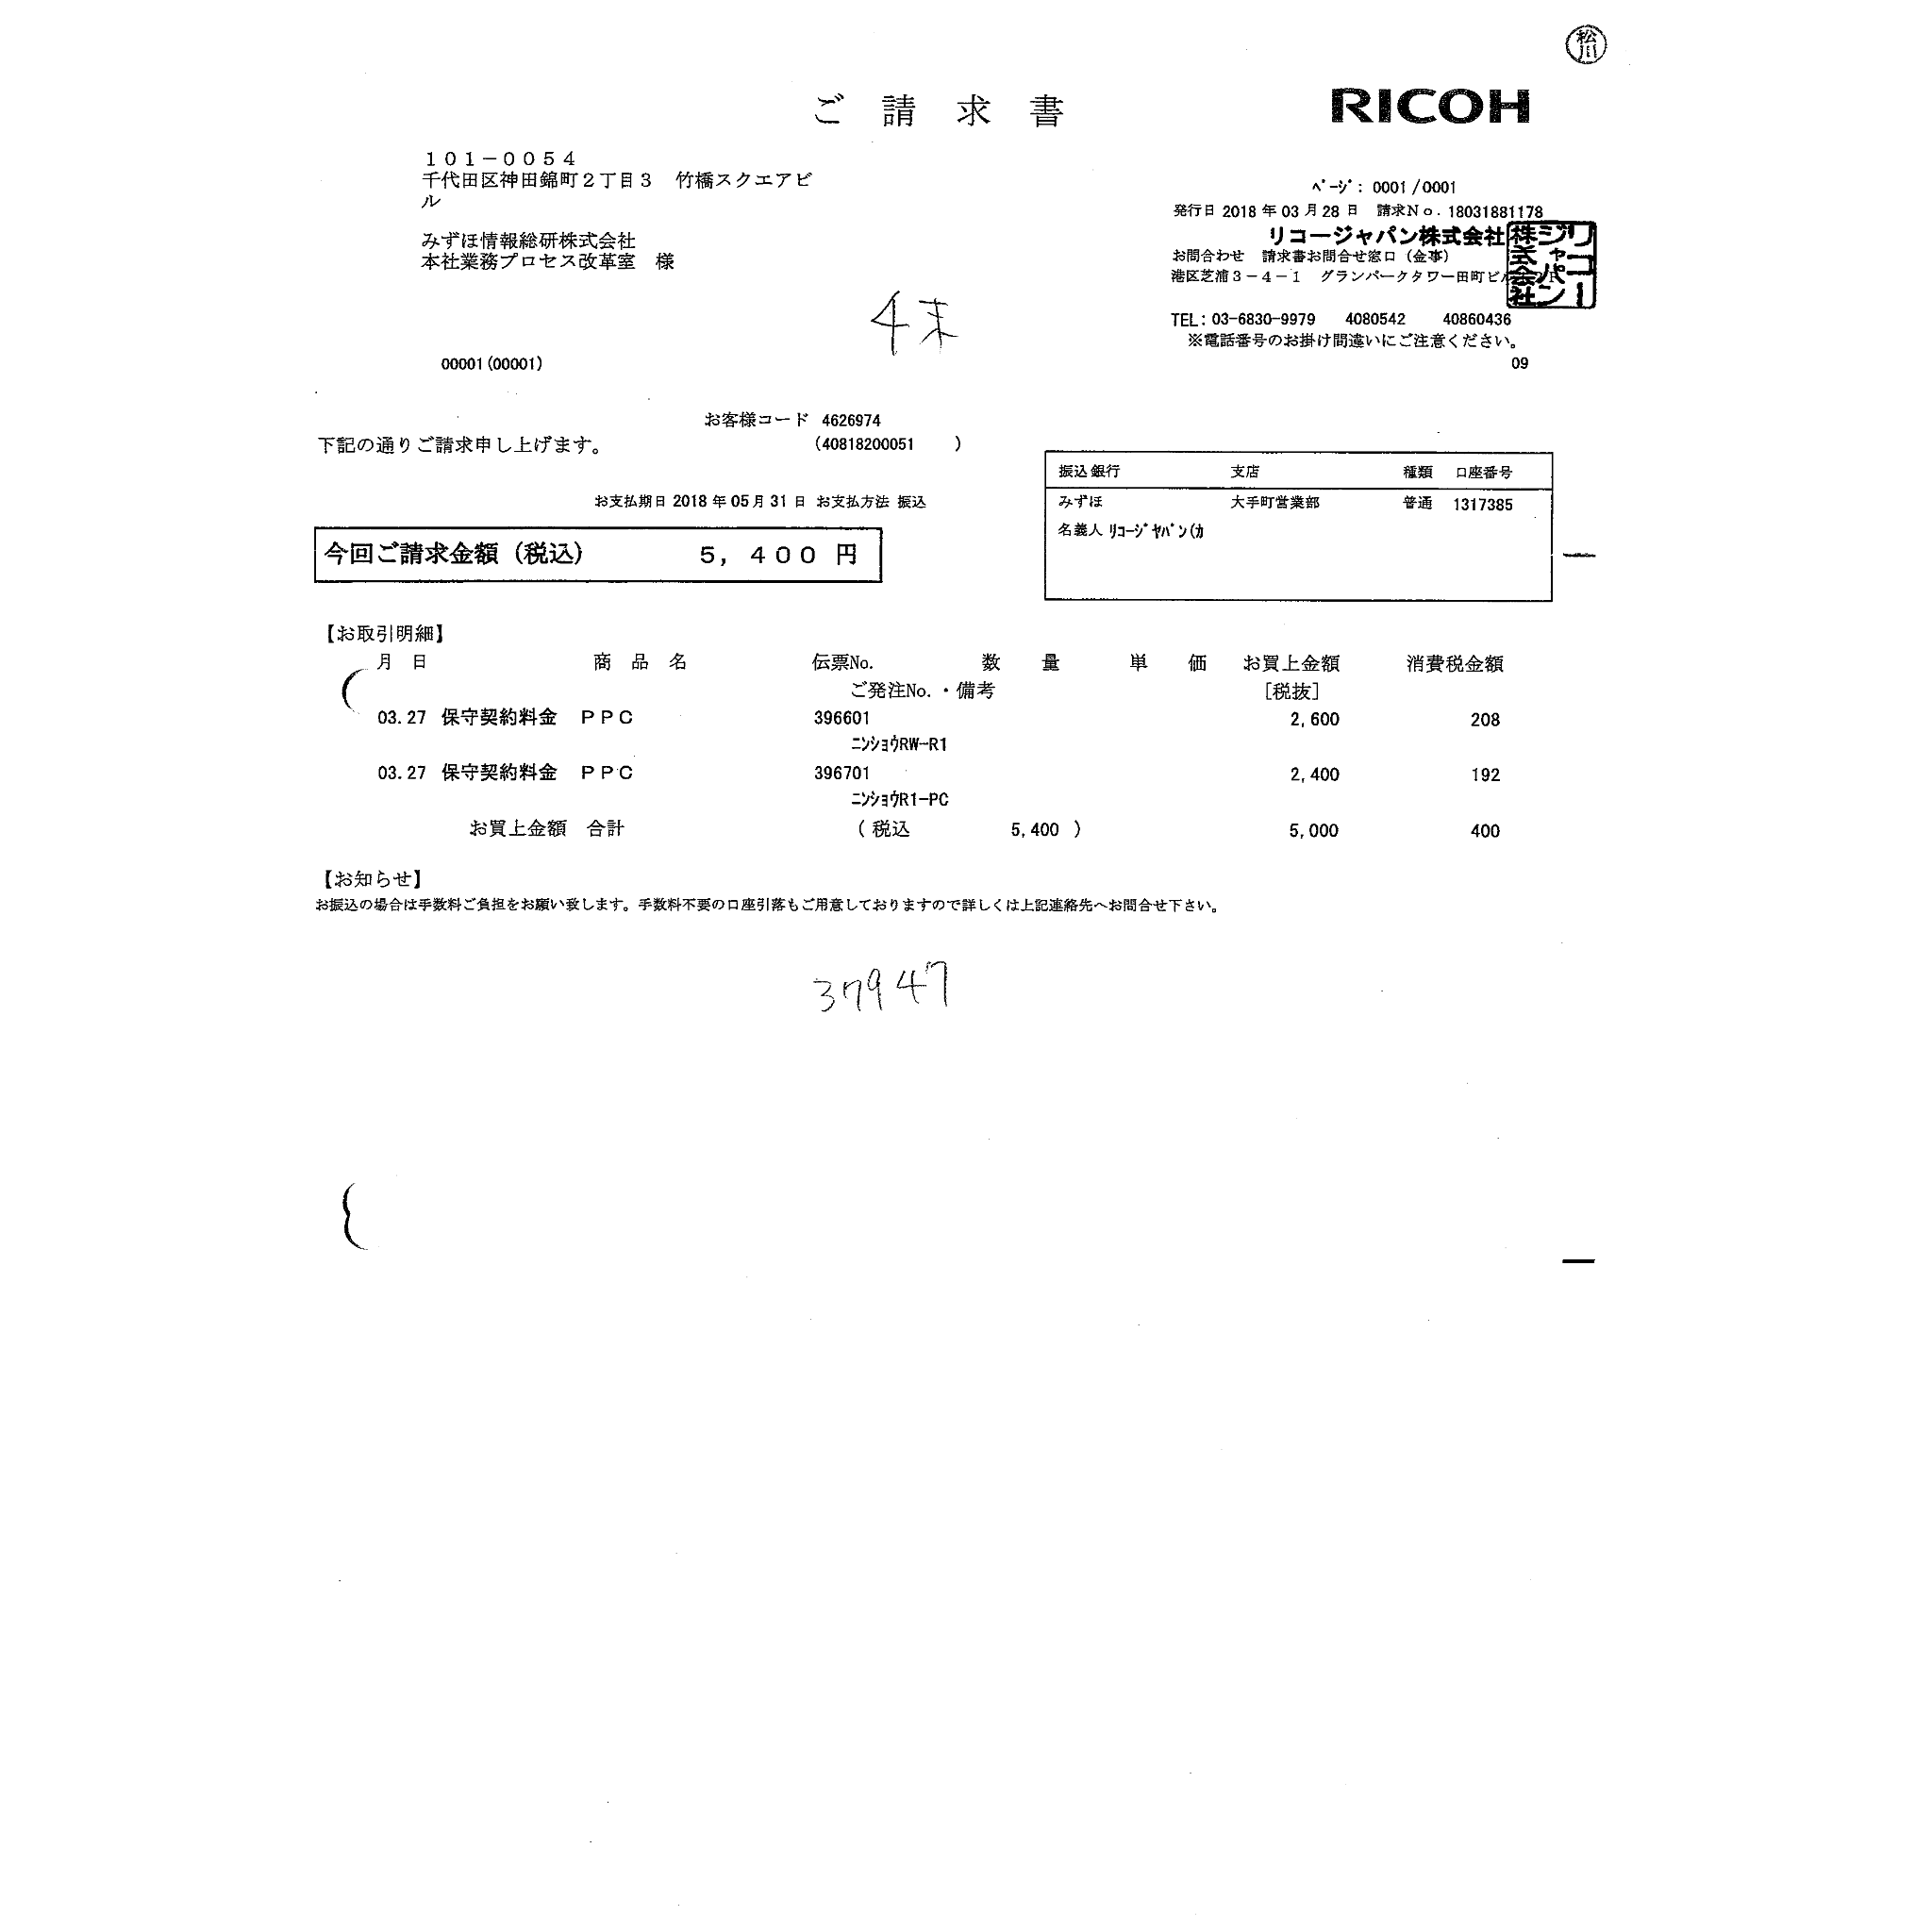 松川
ご請求書
RICOH
101-0054
千代田区神田錦町2丁目3 竹橋スクエアビ
ル
みずほ情報総研株式会社
本社業務プロセス改革室 様
ﾍﾟｰｼﾞ: 0001/0001
発行日 2018年03月28日 請求No. 18031881178
リコージャパン株式会社
リコージャパン株式会社
お問合わせ 請求書お問合せ窓口（金事）
港区芝浦3-4-1 グランパークタワー田町ビル
TEL: 03-6830-9979 4080542 40860436
※電話番号のお掛け間違いにご注意ください。
4末
00001(00001)
09
お客様コード 4626974
(40818200051 )
下記の通りご請求申し上げます。
お支払期日 2018年05月31日 お支払方法 振込
今回ご請求金額（税込） 5,400円
振込銀行 支店 種類 口座番号
みずほ 大手町営業部 普通 1317385
名義人 ﾘｺｰｼﾞﾔﾊﾟﾝ(ｶ
【お取引明細】
月日 商品名 伝票No. 数量 単価 お買上金額 消費税金額
ご発注No.・備考 [税抜]
03.27 保守契約料金 PPC 396601 2,600 208
ﾆﾝｼｮｳRW-R1
03.27 保守契約料金 PPC 396701 2,400 192
ﾆﾝｼｮｳR1-PC
お買上金額 合計 (税込 5,400) 5,000 400
【お知らせ】
お振込の場合は手数料ご負担をお願い致します。手数料不要の口座引落もご用意しておりますので詳しくは上記連絡先へお問合せ下さい。
37947